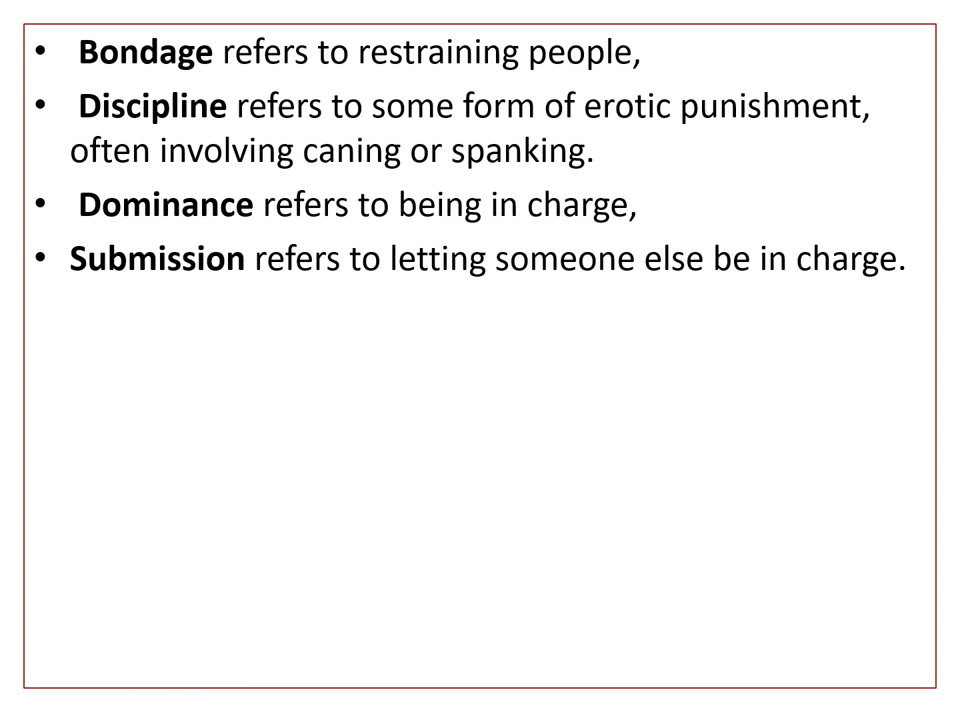 • Bondage refers to restraining people,
• Discipline refers to some form of erotic punishment,
often involving caning or spanking.
• Dominance refers to being in charge,
• Submission refers to letting someone else be in charge.